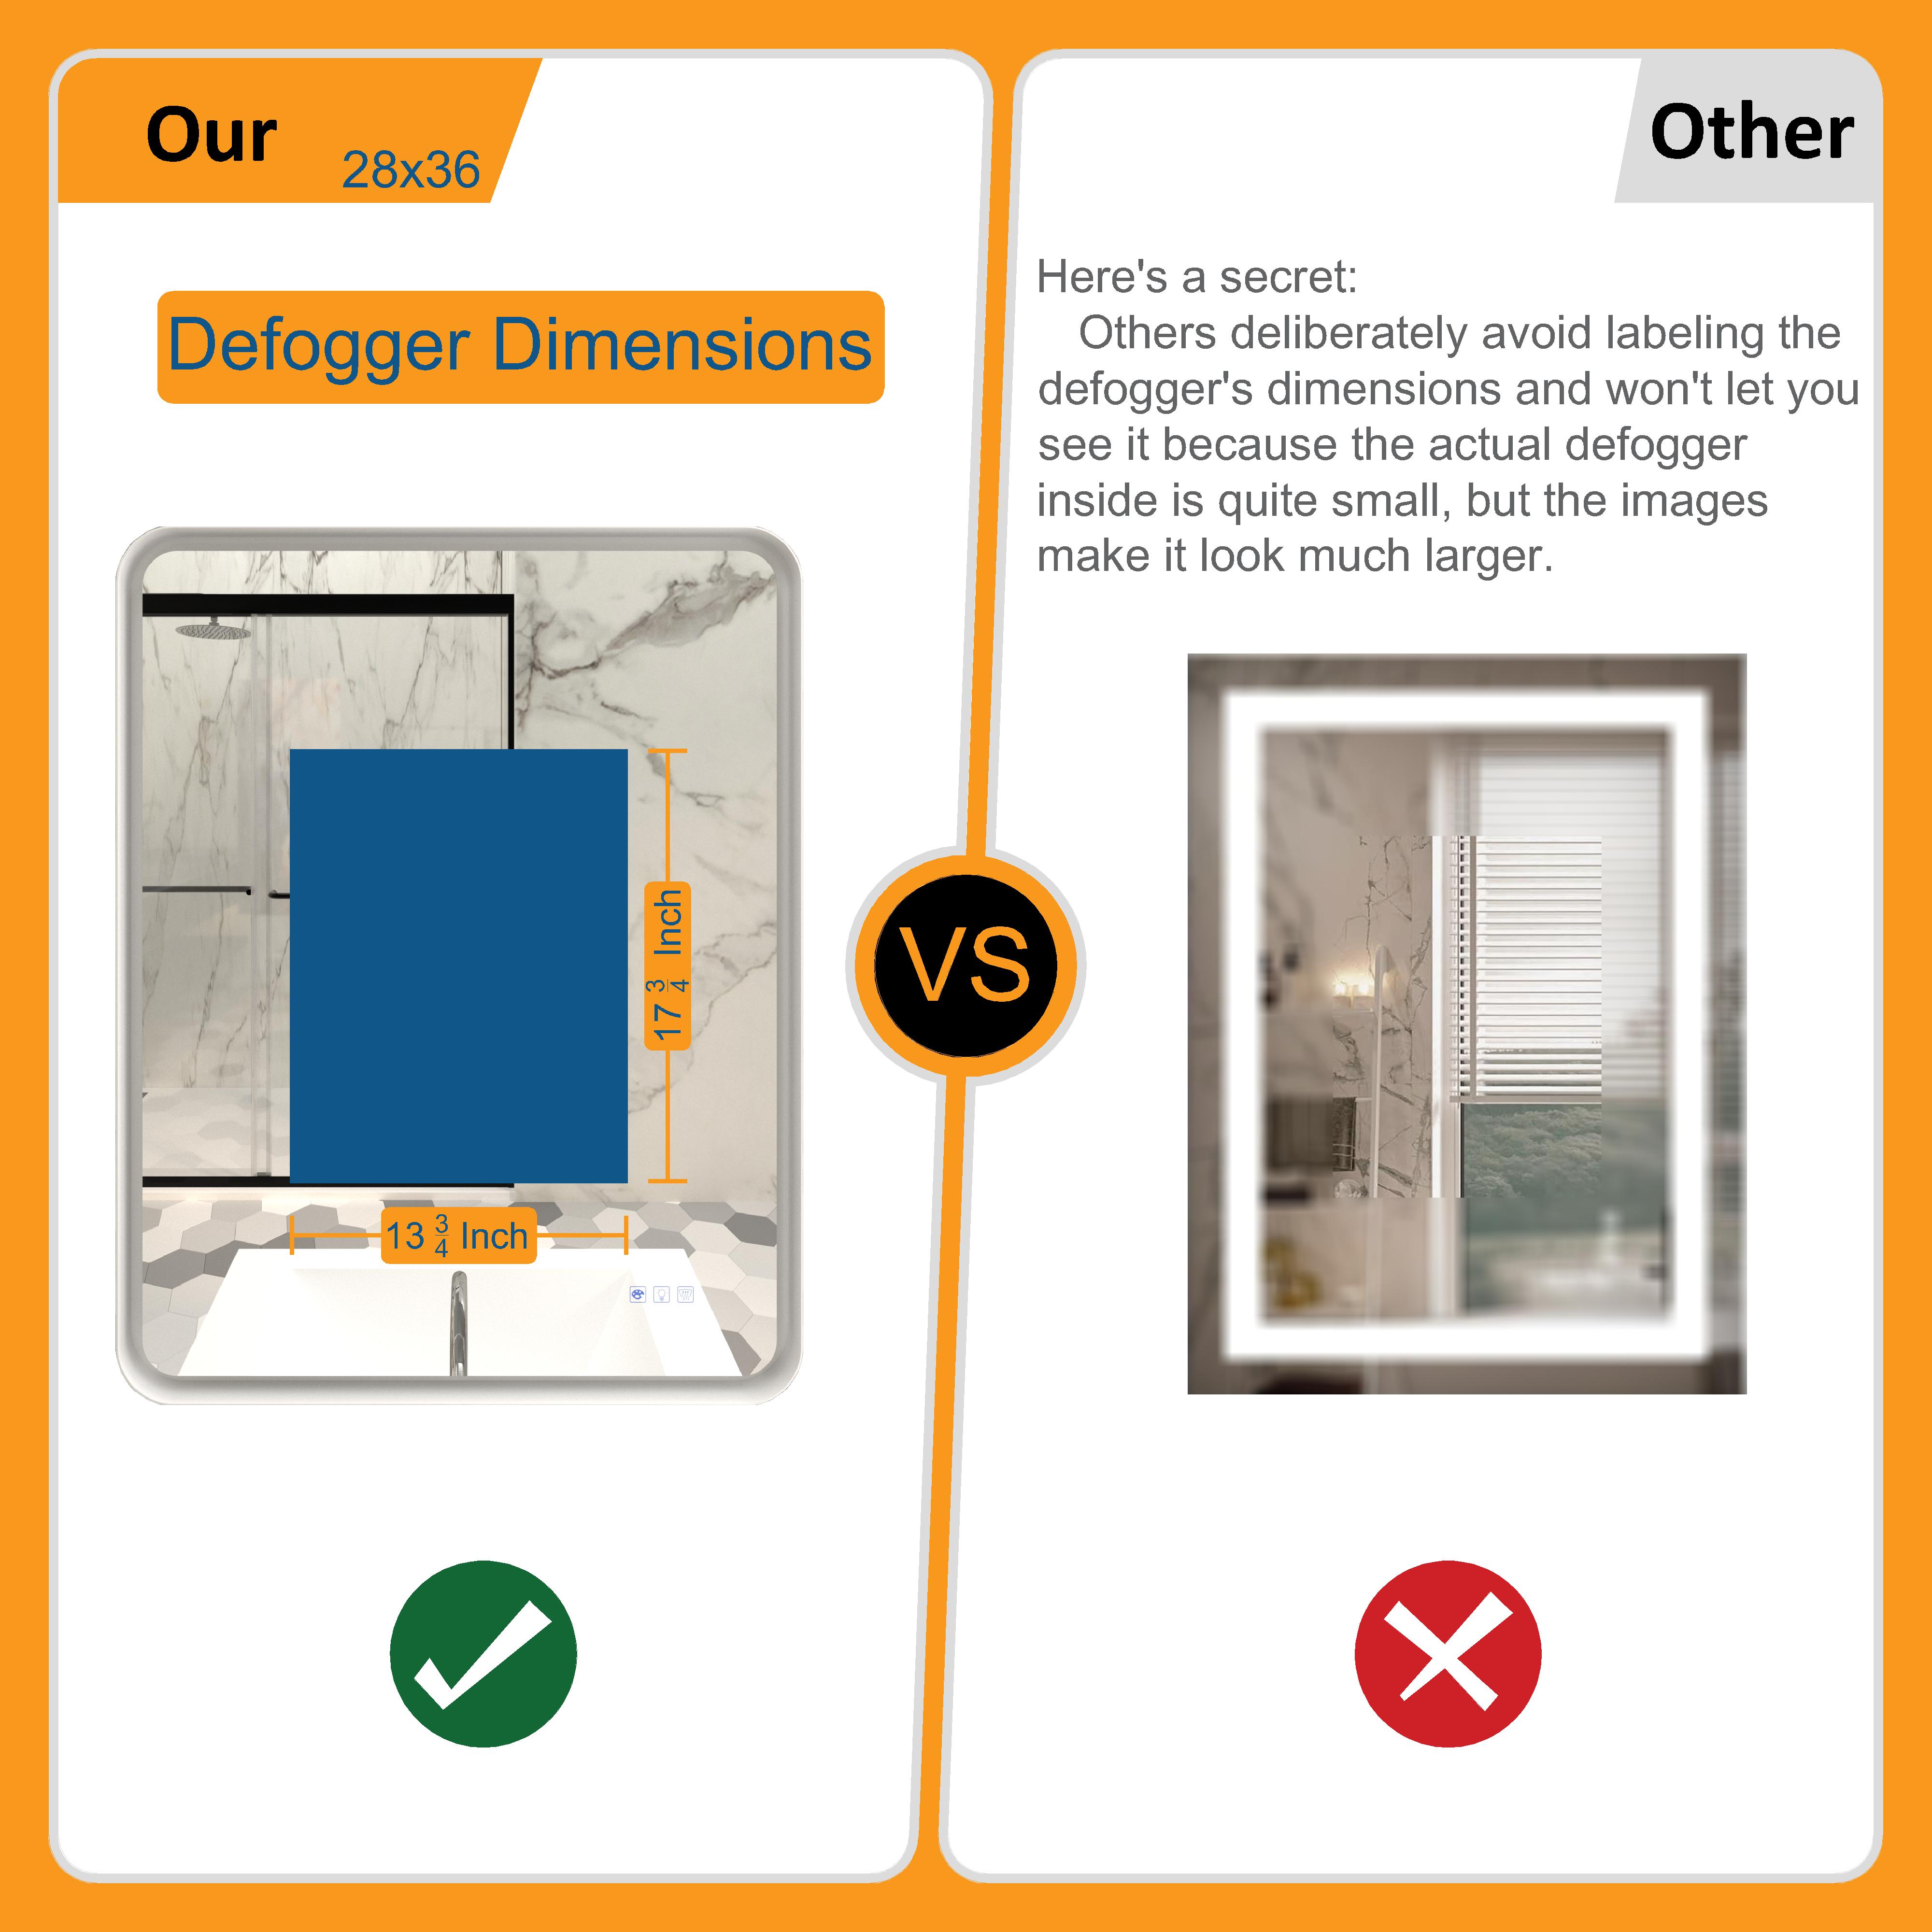 Our
28x36
Defogger Dimensions
17 3/4 Inch
13 3/4 Inch
VS
Other
Here's a secret:
Others deliberately avoid labeling the
defogger's dimensions and won't let you
see it because the actual defogger
inside is quite small, but the images
make it look much larger.